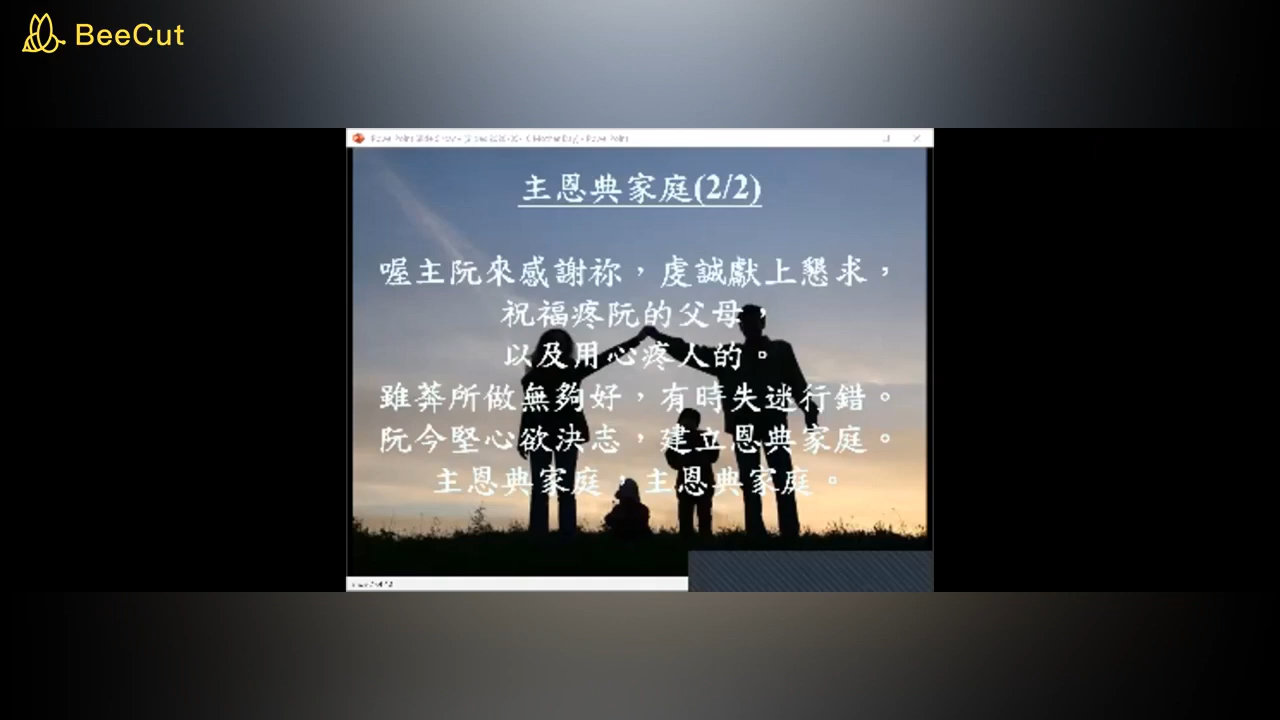 BeeCut
主恩典家庭(2/2)
喔主阮來感謝祢，虔誠獻上懇求，
祝福疼阮的父母，
以及用心疼人的。
雖莽所做無夠好，有時失迷行錯。
阮今堅心欲決志，建立恩典家庭。
主恩典家庭，主恩典家庭。